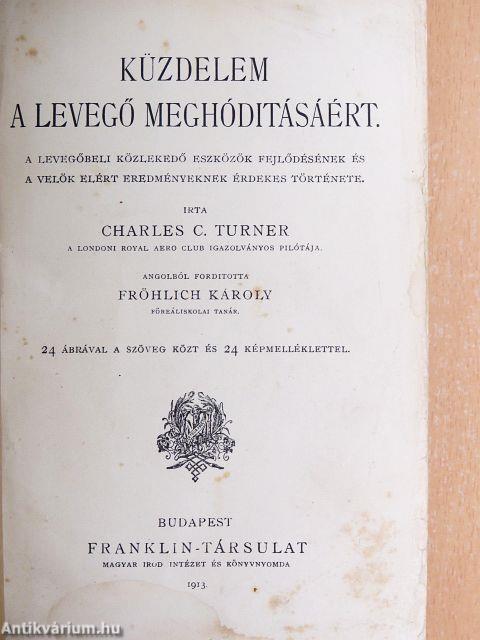 KÜZDELEM
A LEVEGŐ MEGHÓDITÁSÁÉRT.
A LEVEGŐBELI KÖZLEKEDŐ ESZKÖZÖK FEJLŐDÉSÉNEK ÉS
A VELÖK ELÉRT EREDMÉNYEKNEK ÉRDEKES TÖRTÉNETE.
IRTA
CHARLES C. TURNER
A LONDONI ROYAL AERO CLUB IGAZOLVÁNYOS PILÓTÁJA.
ANGOLBÓL FORDITOTTA
FRÖHLICH KÁROLY
FŐREÁLISKOLAI TANÁR.
24 ÁBRÁVAL A SZÖVEG KÖZT ÉS 24 KÉPMELLÉKLETTEL.
BUDAPEST
FRANKLIN-TÁRSULAT
MAGYAR IROD INTÉZET ÉS KÖNYVNYOMDA
1913.
Antikvárium.hu